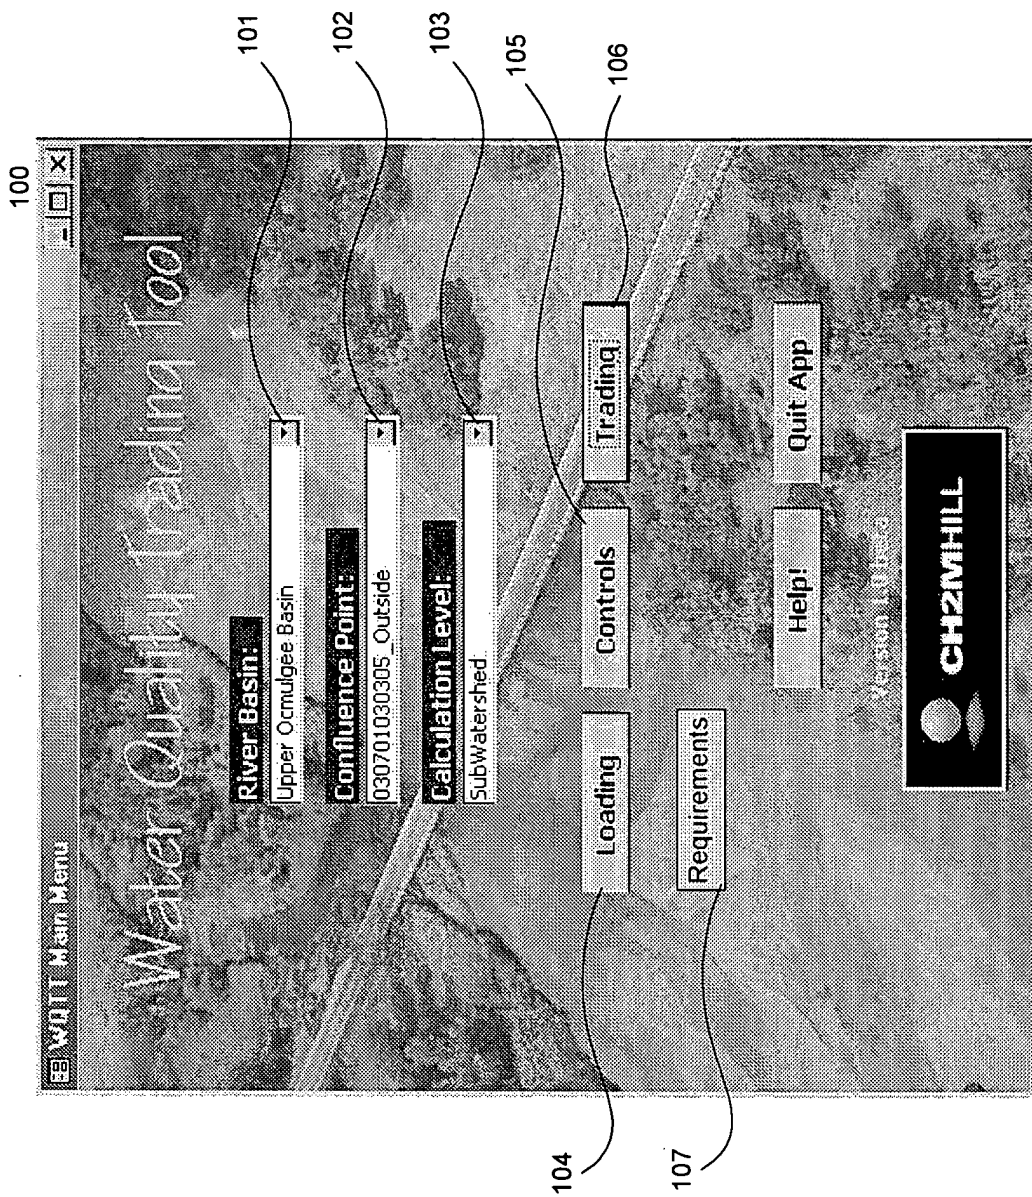 100
WQTT Main Menu
Water Quality Trading Tool
River Basin:
Upper Ocmulgee Basin
101
Confluence Point:
030701030305_Outside
102
Calculation Level:
SubWatershed
103
Loading
Controls
Trading
104
105
106
Requirements
107
Help!
Quit App
CH2MHILL